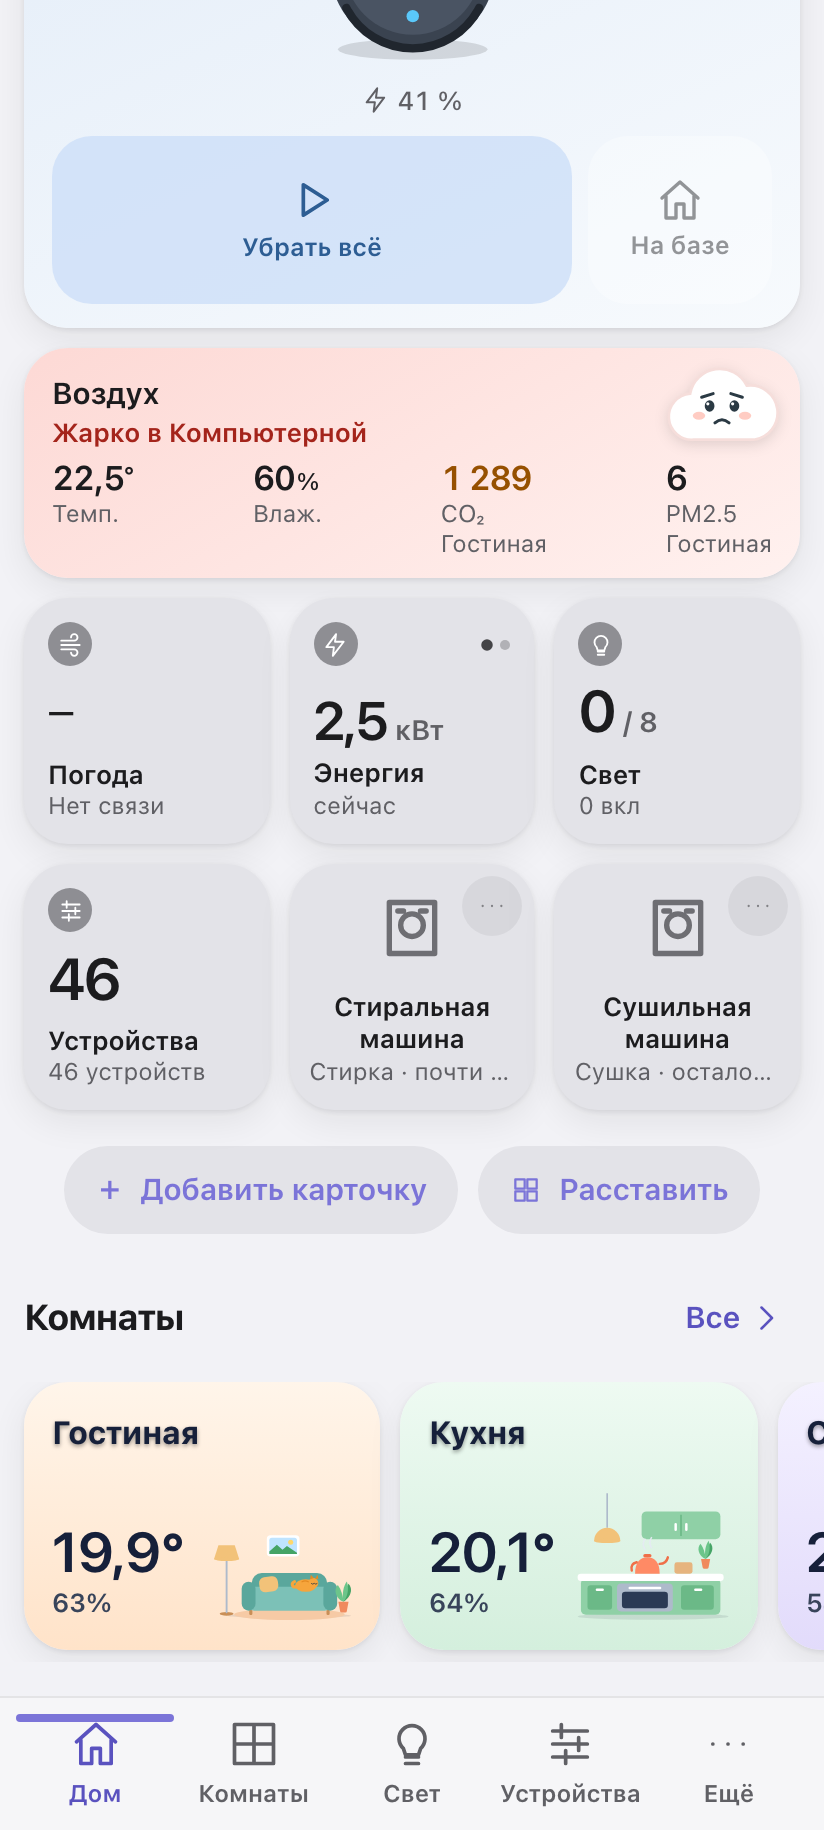 41 %
Убрать всё
На базе
Воздух
Жарко в Компьютерной
22,5° 60% 1 289 6
Темп. Влаж. CO₂ PM2.5
Гостиная Гостиная
–
Погода
Нет связи
2,5 кВт
Энергия
сейчас
0 / 8
Свет
0 вкл
46
Устройства
46 устройств
Стиральная
машина
Стирка · почти ...
Сушильная
машина
Сушка · остало...
+ Добавить карточку
Расставить
Комнаты
Все
Гостиная
19,9°
63%
Кухня
20,1°
64%
Дом
Комнаты
Свет
Устройства
Ещё